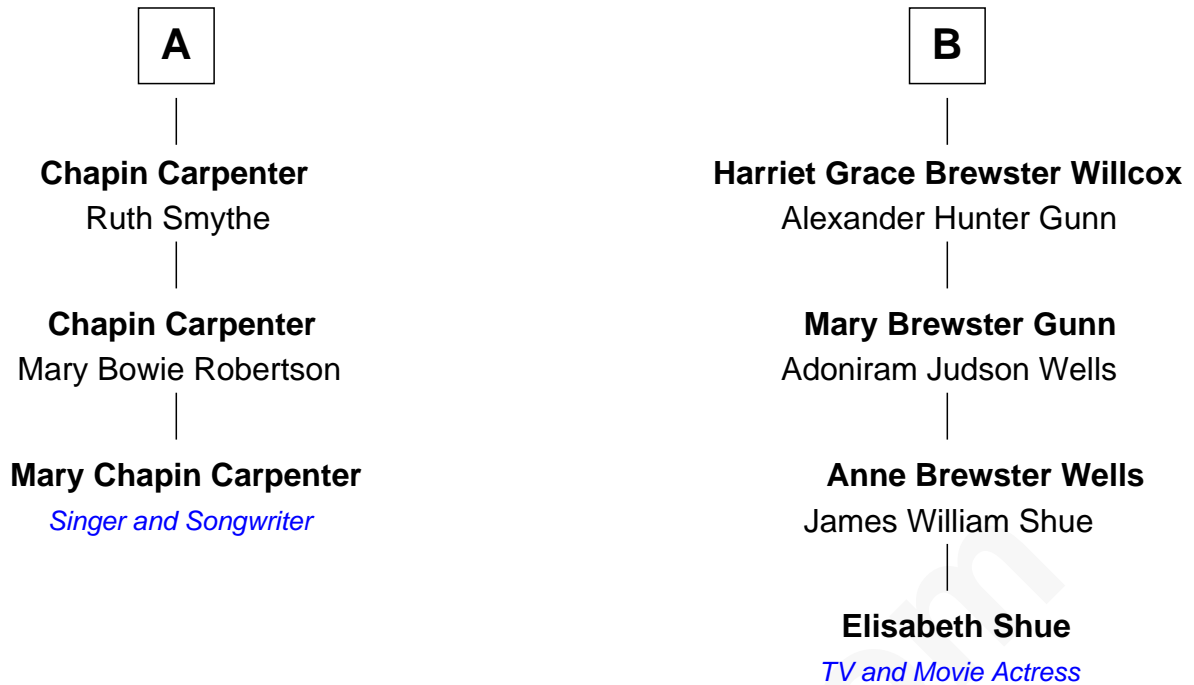 A
Chapin Carpenter
Ruth Smythe
Chapin Carpenter
Mary Bowie Robertson
Mary Chapin Carpenter
Singer and Songwriter
B
Harriet Grace Brewster Willcox
Alexander Hunter Gunn
Mary Brewster Gunn
Adoniram Judson Wells
Anne Brewster Wells
James William Shue
Elisabeth Shue
TV and Movie Actress